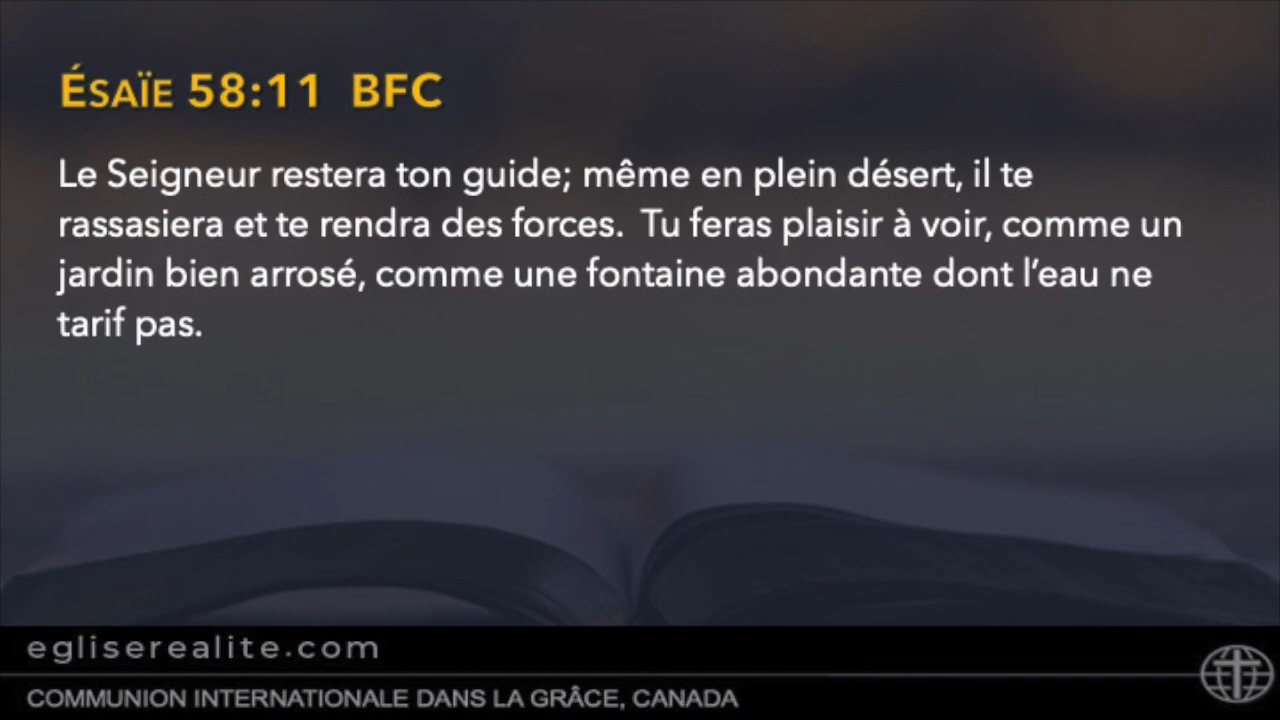 ÉSAÏE 58:11 BFC
Le Seigneur restera ton guide; même en plein désert, il te
rassasiera et te rendra des forces. Tu feras plaisir à voir, comme un
jardin bien arrosé, comme une fontaine abondante dont l’eau ne
tarif pas.
egliserealite.com
COMMUNION INTERNATIONALE DANS LA GRÂCE, CANADA